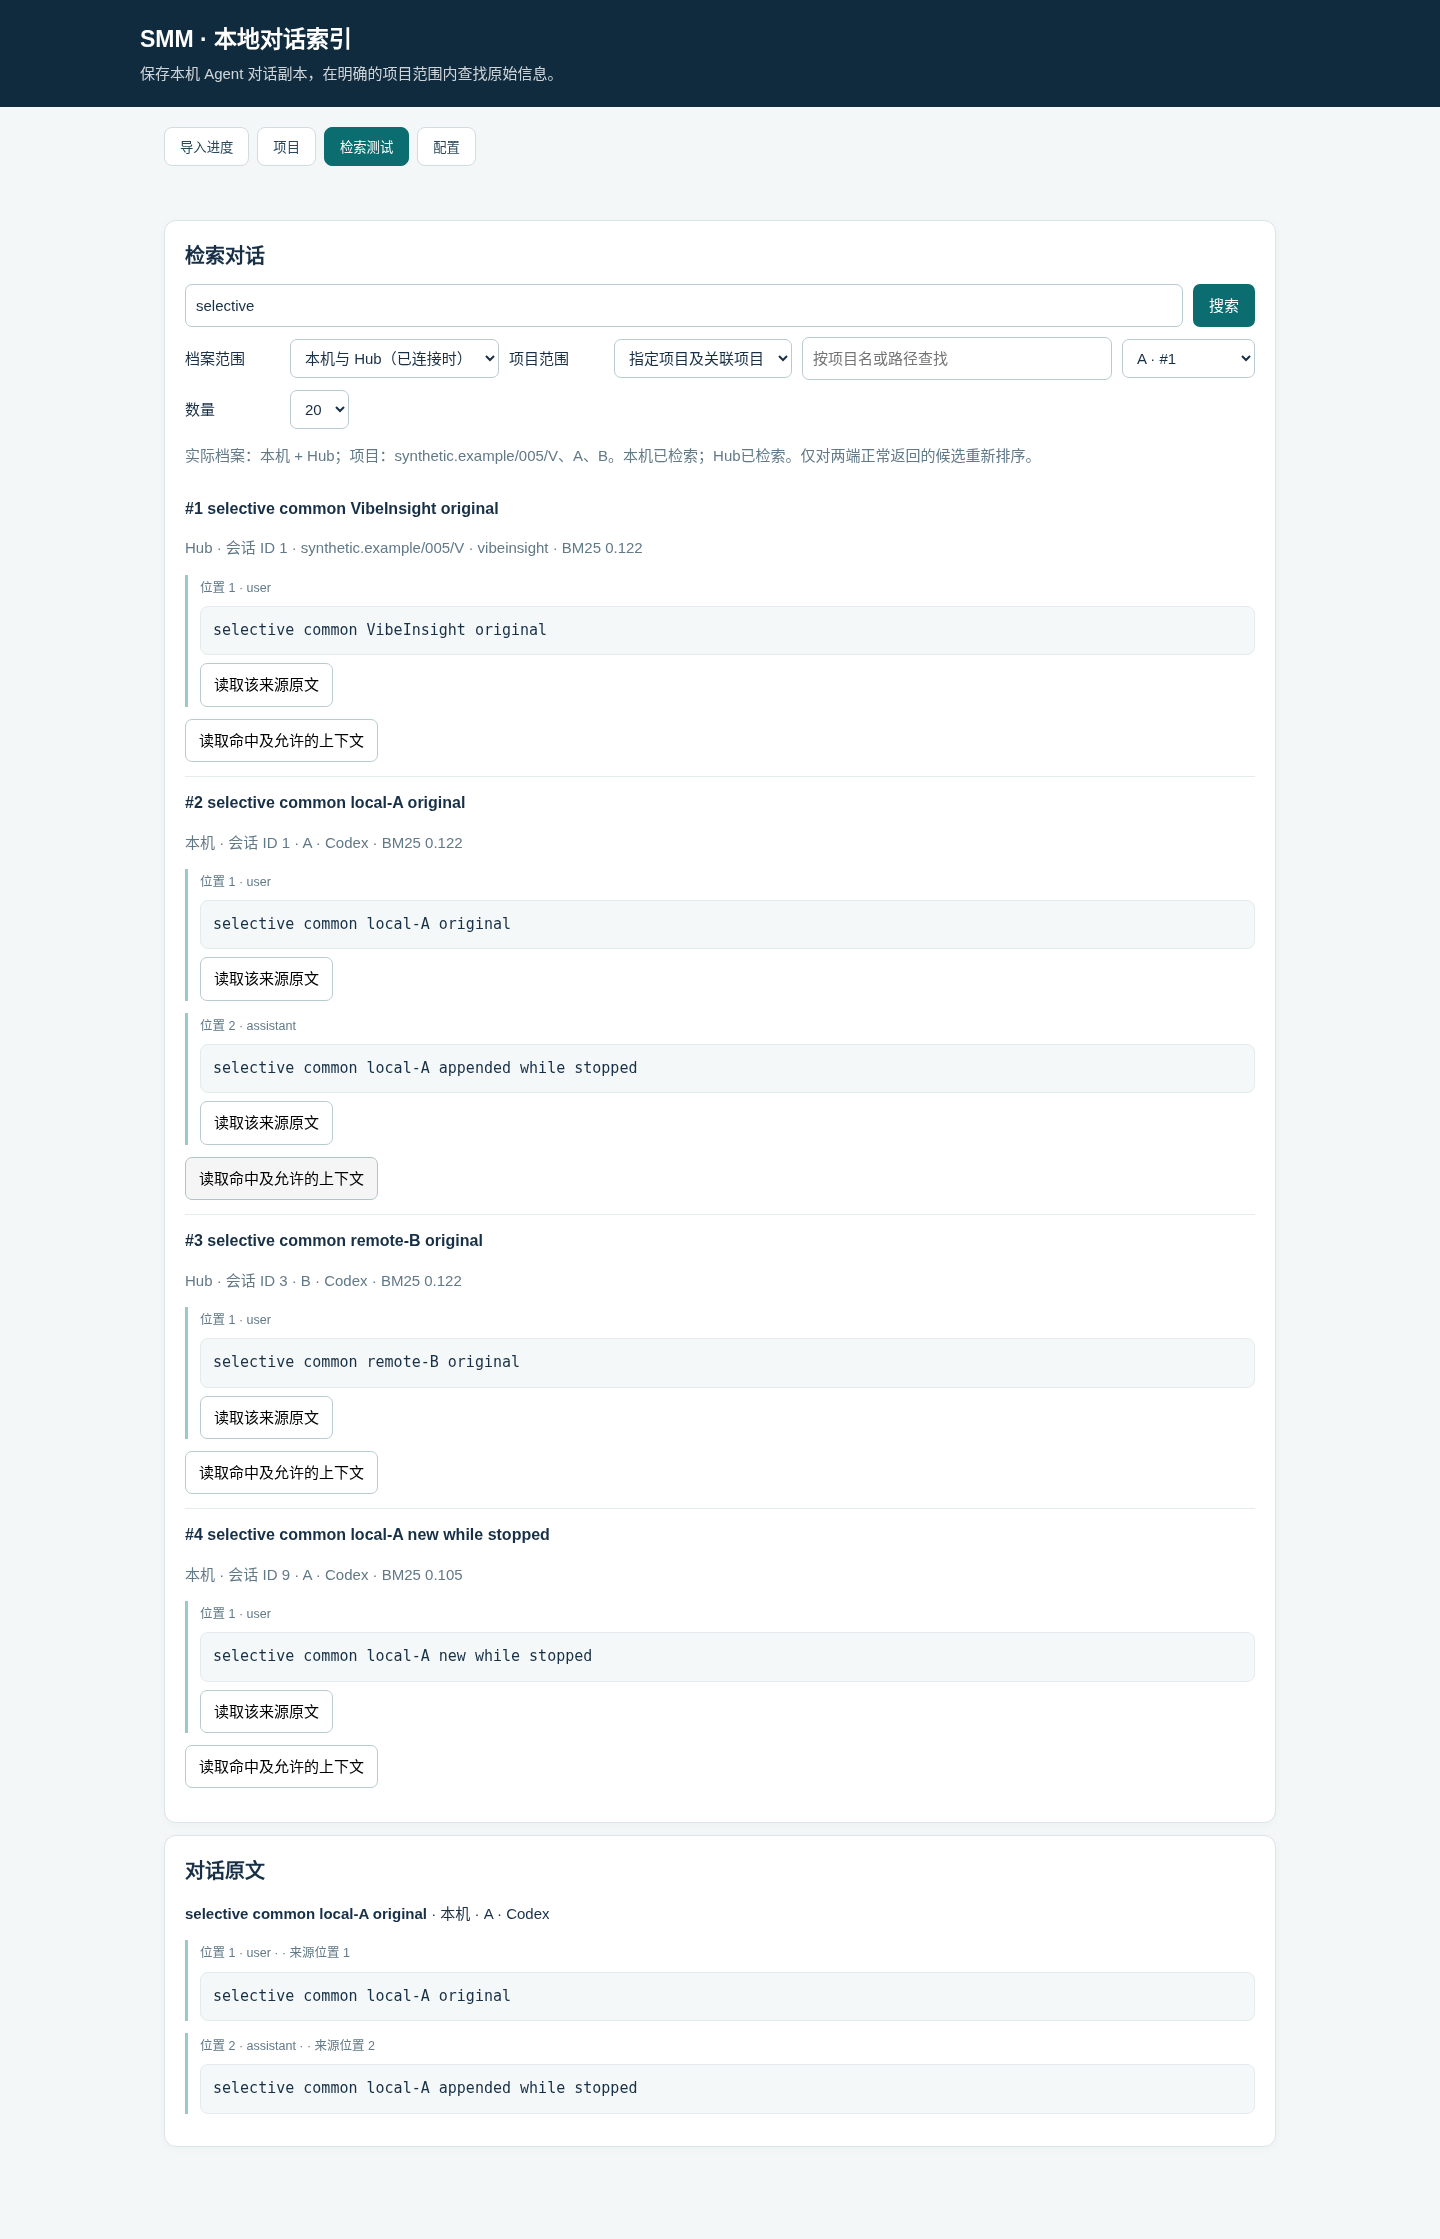 SMM · 本地对话索引
保存本机 Agent 对话副本，在明确的项目范围内查找原始信息。
导入进度 项目 检索测试 配置
检索对话
selective 搜索
档案范围 本机与 Hub（已连接时） 项目范围 指定项目及关联项目 按项目名或路径查找 A · #1
数量 20
实际档案：本机 + Hub；项目：synthetic.example/005/V、A、B。本机已检索；Hub已检索。仅对两端正常返回的候选重新排序。
#1 selective common VibeInsight original
Hub · 会话 ID 1 · synthetic.example/005/V · vibeinsight · BM25 0.122
位置 1 · user
selective common VibeInsight original
读取该来源原文
读取命中及允许的上下文
#2 selective common local-A original
本机 · 会话 ID 1 · A · Codex · BM25 0.122
位置 1 · user
selective common local-A original
读取该来源原文
位置 2 · assistant
selective common local-A appended while stopped
读取该来源原文
读取命中及允许的上下文
#3 selective common remote-B original
Hub · 会话 ID 3 · B · Codex · BM25 0.122
位置 1 · user
selective common remote-B original
读取该来源原文
读取命中及允许的上下文
#4 selective common local-A new while stopped
本机 · 会话 ID 9 · A · Codex · BM25 0.105
位置 1 · user
selective common local-A new while stopped
读取该来源原文
读取命中及允许的上下文
对话原文
selective common local-A original · 本机 · A · Codex
位置 1 · user · · 来源位置 1
selective common local-A original
位置 2 · assistant · · 来源位置 2
selective common local-A appended while stopped